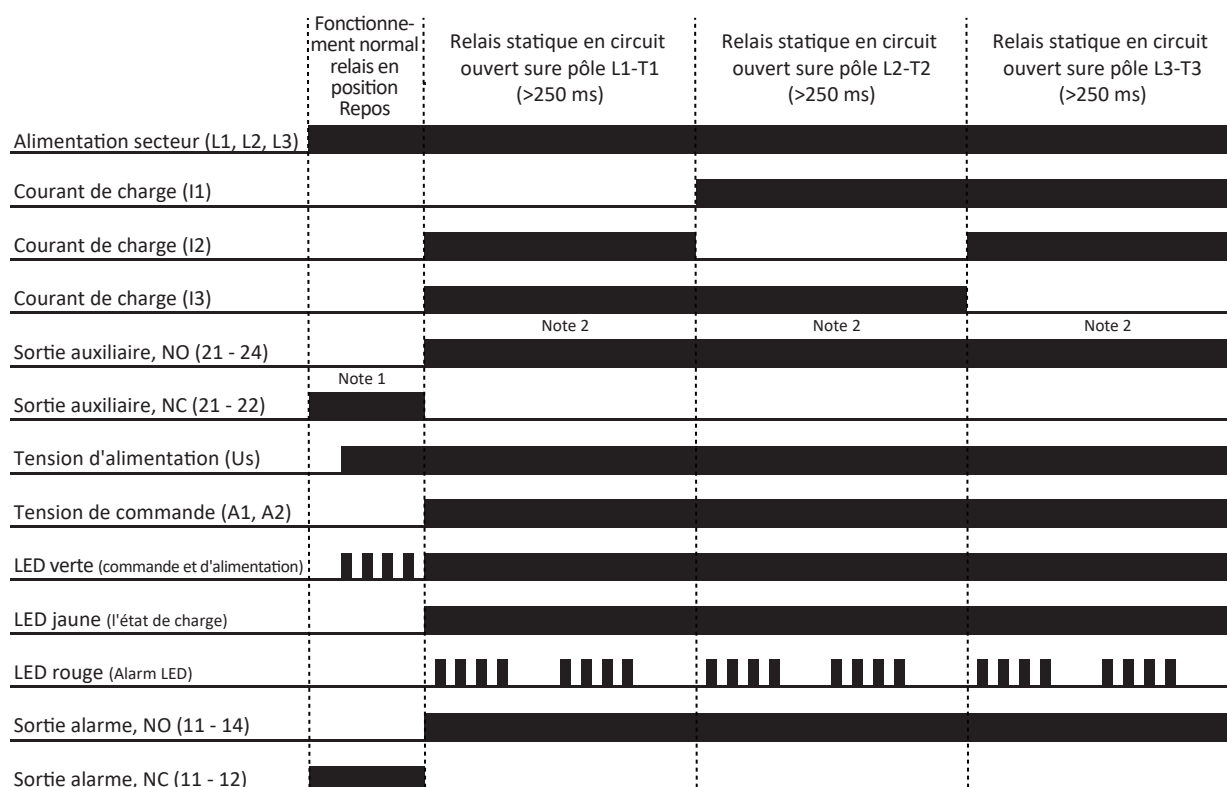 Fonctionne-
ment normal
relais en
position
Repos
Relais statique en circuit
ouvert sure pôle L1-T1
(>250 ms)
Relais statique en circuit
ouvert sure pôle L2-T2
(>250 ms)
Relais statique en circuit
ouvert sure pôle L3-T3
(>250 ms)
Alimentation secteur (L1, L2, L3)
Courant de charge (I1)
Courant de charge (I2)
Courant de charge (I3)
Note 2 Note 2 Note 2
Sortie auxiliaire, NO (21 - 24)
Note 1
Sortie auxiliaire, NC (21 - 22)
Tension d'alimentation (Us)
Tension de commande (A1, A2)
LED verte (commande et d'alimentation)
LED jaune (l'état de charge)
LED rouge (Alarm LED)
Sortie alarme, NO (11 - 14)
Sortie alarme, NC (11 - 12)